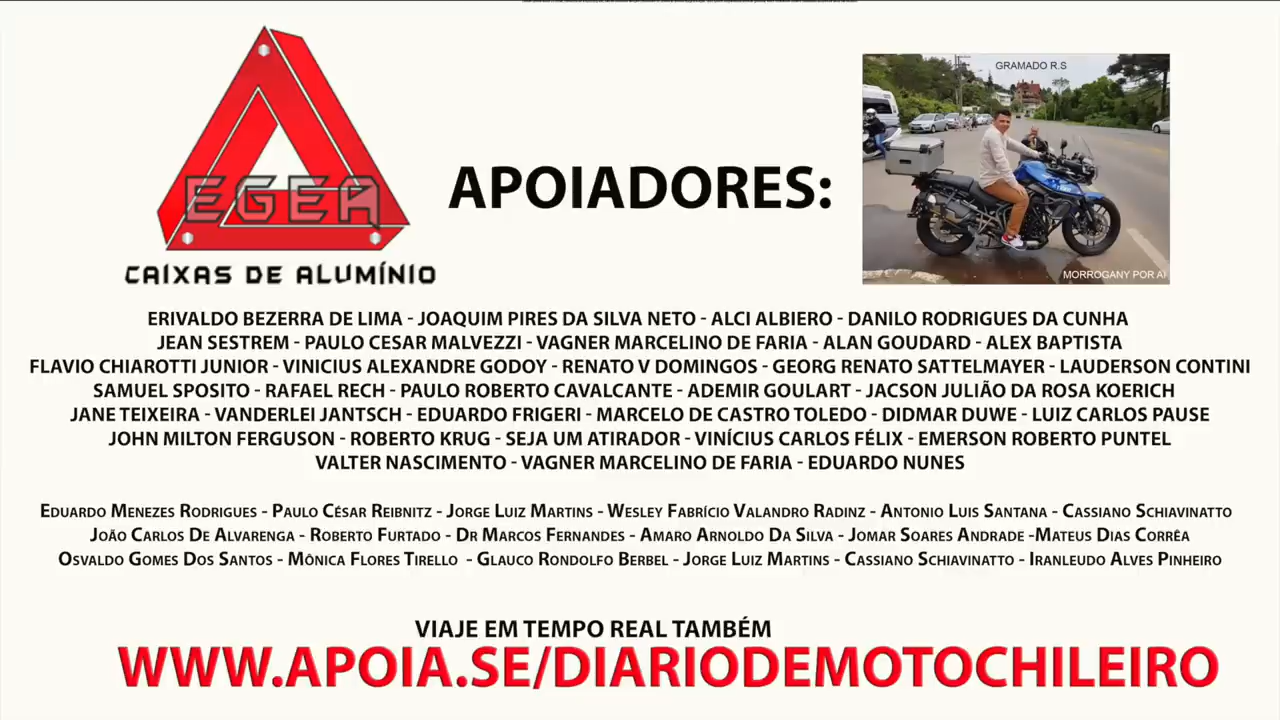 EGEA
CAIXAS DE ALUMÍNIO
APOIADORES:
GRAMADO R.S
MORROGANY POR AI
ERIVALDO BEZERRA DE LIMA - JOAQUIM PIRES DA SILVA NETO - ALCI ALBIERO - DANILO RODRIGUES DA CUNHA
JEAN SESTREM - PAULO CESAR MALVEZZI - VAGNER MARCELINO DE FARIA - ALAN GOUDARD - ALEX BAPTISTA
FLAVIO CHIAROTTI JUNIOR - VINICIUS ALEXANDRE GODOY - RENATO V DOMINGOS - GEORG RENATO SATTELMAYER - LAUDERSON CONTINI
SAMUEL SPOSITO - RAFAEL RECH - PAULO ROBERTO CAVALCANTE - ADEMIR GOULART - JACSON JULIÃO DA ROSA KOERICH
JANE TEIXEIRA - VANDERLEI JANTSCH - EDUARDO FRIGERI - MARCELO DE CASTRO TOLEDO - DIDMAR DUWE - LUIZ CARLOS PAUSE
JOHN MILTON FERGUSON - ROBERTO KRUG - SEJA UM ATIRADOR - VINÍCIUS CARLOS FÉLIX - EMERSON ROBERTO PUNTEL
VALTER NASCIMENTO - VAGNER MARCELINO DE FARIA - EDUARDO NUNES
Eduardo Menezes Rodrigues - Paulo César Reibnitz - Jorge Luiz Martins - Wesley Fabrício Valandro Radinz - Antonio Luis Santana - Cassiano Schiavinatto
João Carlos De Alvarenga - Roberto Furtado - Dr Marcos Fernandes - Amaro Arnoldo Da Silva - Jomar Soares Andrade -Mateus Dias Corrêa
Osvaldo Gomes Dos Santos - Mônica Flores Tirello - Glauco Rondolfo Berbel - Jorge Luiz Martins - Cassiano Schiavinatto - Iranleudo Alves Pinheiro
VIAJE EM TEMPO REAL TAMBÉM
WWW.APOIA.SE/DIARIODEMOTOCHILEIRO